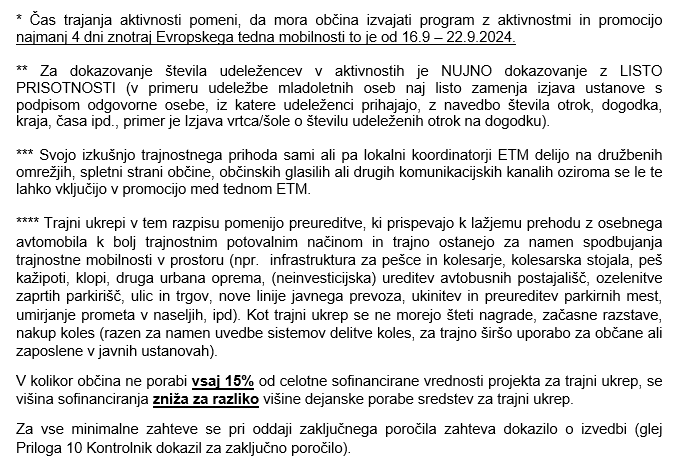 * Čas trajanja aktivnosti pomeni, da mora občina izvajati program z aktivnostmi in promocijo
najmanj 4 dni znotraj Evropskega tedna mobilnosti to je od 16.9 – 22.9.2024.
** Za dokazovanje števila udeležencev v aktivnostih je NUJNO dokazovanje z LISTO
PRISOTNOSTI (v primeru udeležbe mladoletnih oseb naj listo zamenja izjava ustanove s
podpisom odgovorne osebe, iz katere udeleženci prihajajo, z navedbo števila otrok, dogodka,
kraja, časa ipd., primer je Izjava vrtca/šole o številu udeleženih otrok na dogodku).
*** Svojo izkušnjo trajnostnega prihoda sami ali pa lokalni koordinatorji ETM delijo na družbenih
omrežjih, spletni strani občine, občinskih glasilih ali drugih komunikacijskih kanalih oziroma se le te
lahko vključijo v promocijo med tednom ETM.
**** Trajni ukrepi v tem razpisu pomenijo preureditve, ki prispevajo k lažjemu prehodu z osebnega
avtomobila k bolj trajnostnim potovalnim načinom in trajno ostanejo za namen spodbujanja
trajnostne mobilnosti v prostoru (npr. infrastruktura za pešce in kolesarje, kolesarska stojala, peš
kažipoti, klopi, druga urbana oprema, (neinvesticijska) ureditev avtobusnih postajališč, ozelenitve
zaprtih parkirišč, ulic in trgov, nove linije javnega prevoza, ukinitev in preureditev parkirnih mest,
umirjanje prometa v naseljih, ipd). Kot trajni ukrep se ne morejo šteti nagrade, začasne razstave,
nakup koles (razen za namen uvedbe sistemov delitve koles, za trajno širšo uporabo za občane ali
zaposlene v javnih ustanovah).
V kolikor občina ne porabi vsaj 15% od celotne sofinancirane vrednosti projekta za trajni ukrep, se
višina sofinanciranja zniža za razliko višine dejanske porabe sredstev za trajni ukrep.
Za vse minimalne zahteve se pri oddaji zaključnega poročila zahteva dokazilo o izvedbi (glej
Priloga 10 Kontrolnik dokazil za zaključno poročilo).